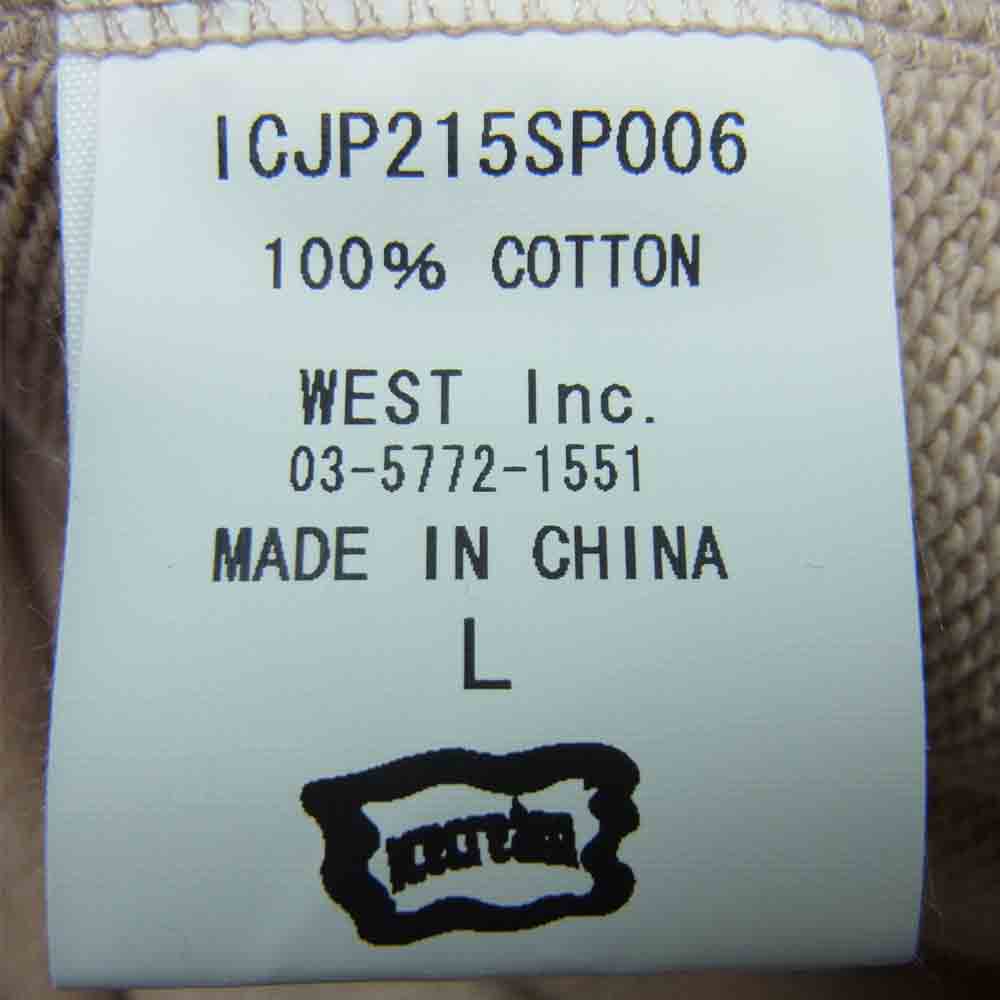 ICJP215SP006
100% COTTON
WEST Inc.
03-5772-1551
MADE IN CHINA
L